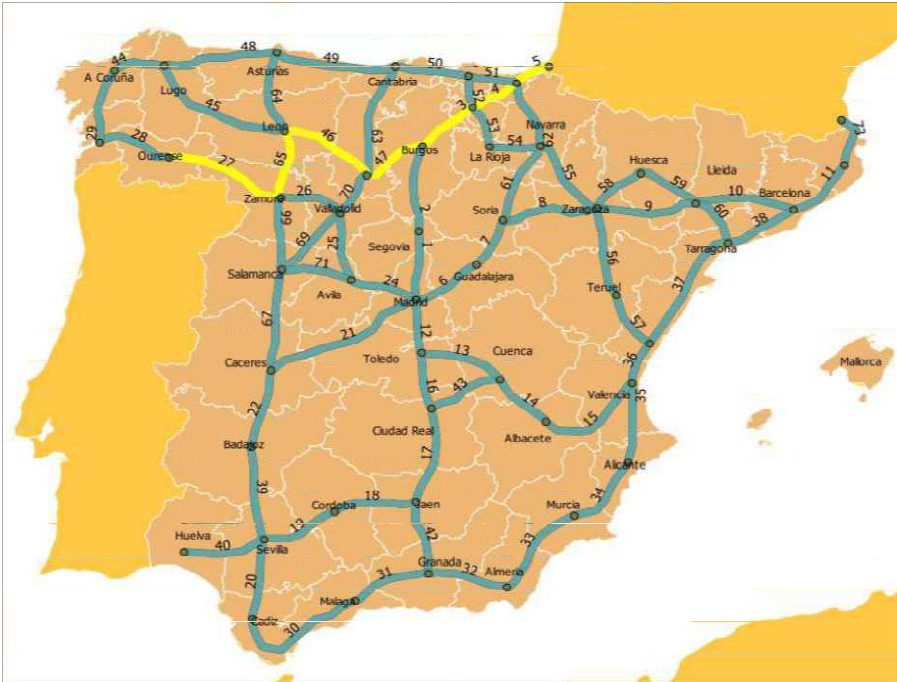 48
5
44
49
50
51
Asturias
A Coruña
Cantabria
4
Lugo
52
64
3
73
45
46
63
Navarra
29
28
Leon
53
54
62
Burgos
La Rioja
Ourense
27
65
47
55
Huesca
Lleida
11
58
59
10
Barcelona
61
Zamora
26
70
Valladolid
2
Soria
8
Zaragoza
9
60
38
66
69
25
Segovia
1
7
Tarragona
56
Salamanca
71
Guadalajara
24
6
37
Avila
Madrid
Teruel
67
21
12
57
13
Toledo
Cuenca
36
Caceres
Mallorca
16
43
Valencia
35
22
14
15
Ciudad Real
Albacete
Badajoz
17
Alicante
39
18
34
Cordoba
Jaen
Murcia
13
Huelva
42
33
40
Sevilla
Granada
20
31
32
Almeria
Malaga
Cadiz
30